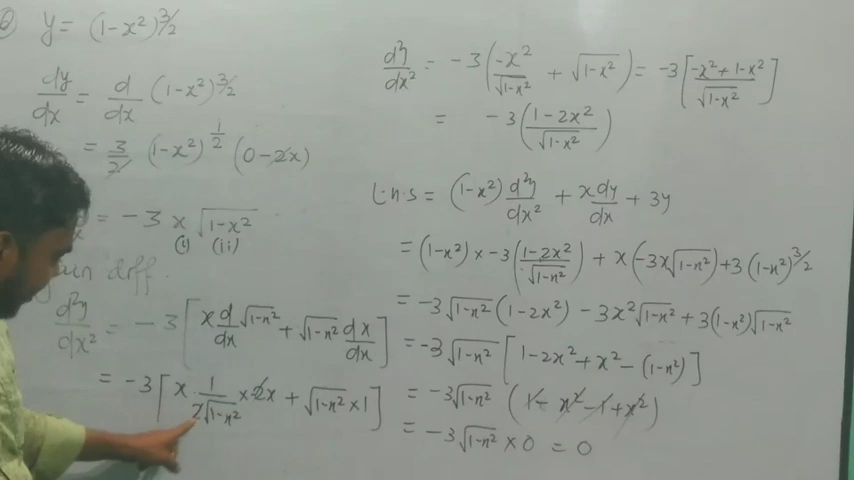 y = (1-x²)^3/2
dy/dx = d/dx (1-x²)^3/2
= 3/2 (1-x²)^1/2 (0-2x)
= -3 x √(1-x²)
(i) (ii)
diff.
d²y/dx² = -3 [x d/dx √(1-x²) + √(1-x²) dx/dx]
= -3 [x · 1/(2√(1-x²)) × 2x + √(1-x²) × 1]
d²y/dx² = -3 (-x²/√(1-x²) + √(1-x²)) = -3 [(-x²+1-x²)/√(1-x²)]
= -3 ((1-2x²)/√(1-x²))
L.H.S = (1-x²) d²y/dx² + x dy/dx + 3y
= (1-x²) × -3 ((1-2x²)/√(1-x²)) + x (-3x√(1-x²)) + 3 (1-x²)^3/2
= -3√(1-x²) (1-2x²) - 3x² √(1-x²) + 3(1-x²)√(1-x²)
= -3√(1-x²) [1-2x² + x² - (1-x²)]
= -3√(1-x²) (1 - x² - 1 + x²)
= -3√(1-x²) × 0 = 0